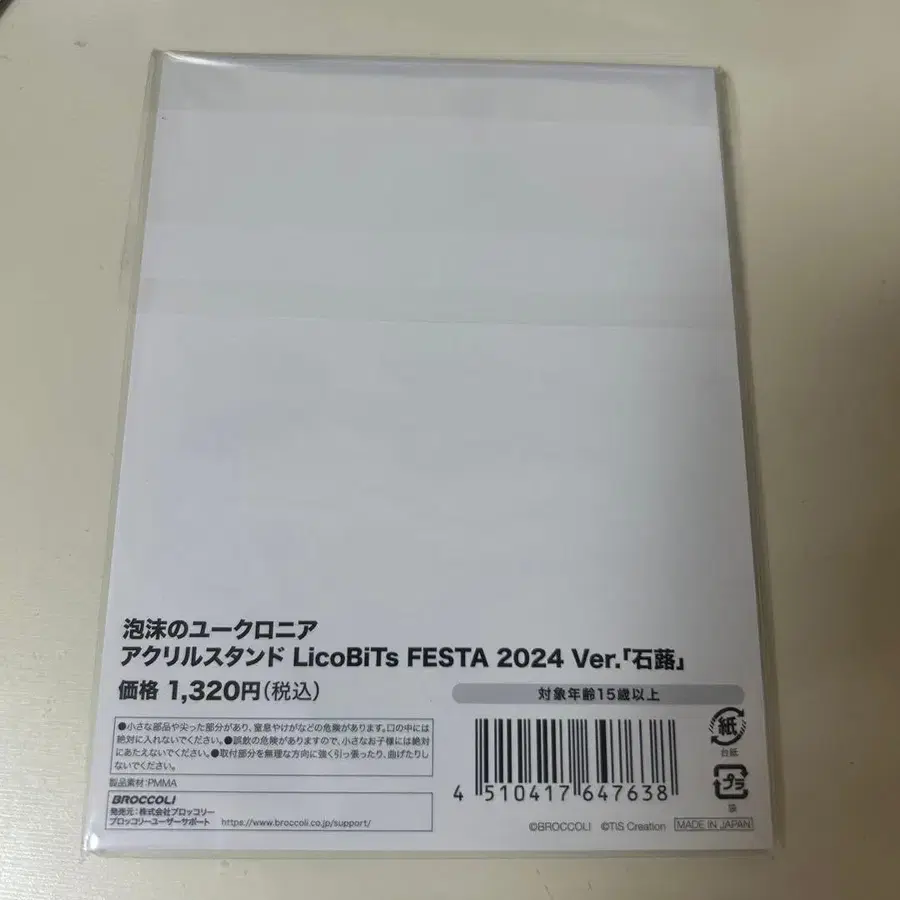 泡沫のユークロニア
アクリルスタンド LicoBiTs FESTA 2024 Ver.「石蕗」
価格 1,320円(税込)
対象年齢15歳以上
●小さな部品や尖った部分があり、窒息やけがなどの危険があります。口の中には
絶対に入れないでください。●誤飲の危険がありますので、小さなお子様には絶対
にあたえないでください。●取付部分を無理な方向に強く引っ張ったり、曲げたりし
ないでください。
製品素材:PMMA
BROCCOLI
発売元:株式会社ブロッコリー
ブロッコリーユーザーサポート https://www.broccoli.co.jp/support/
4 510417 647638
紙
台紙
プラ
袋
©BROCCOLI ©TIS Creation MADE IN JAPAN